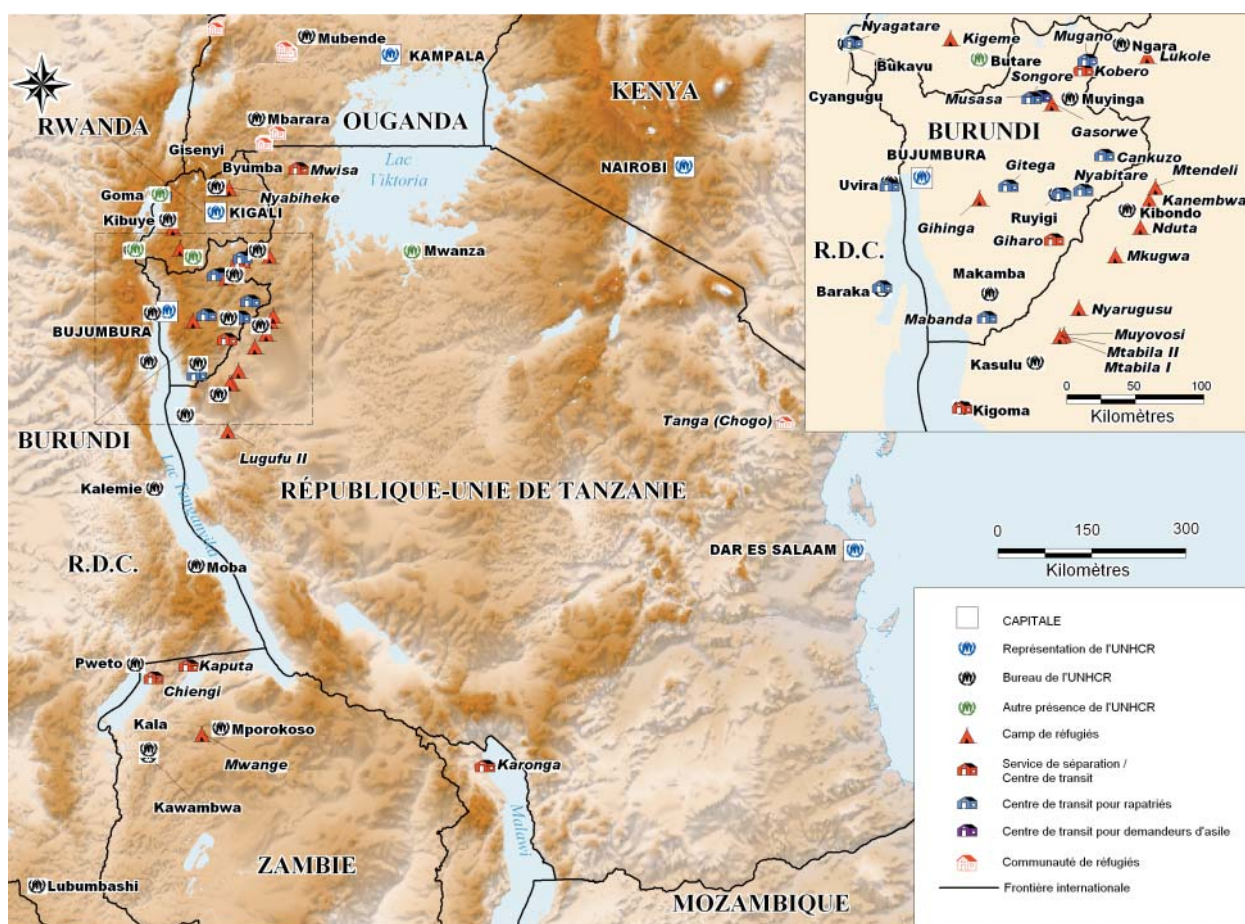 Mubende
KAMPALA
KENYA
RWANDA
Mbarara
OUGANDA
Gisenyi
Byumba
Mwisa
Lac
Viktoria
NAIROBI
Goma
Nyabiheke
Kibuye
KIGALI
Mwanza
BUJUMBURA
Tanga (Chogo)
BURUNDI
Lugufu II
Kalemie
Lac Tanganyika
RÉPUBLIQUE-UNIE DE TANZANIE
DAR ES SALAAM
R.D.C.
Moba
Pweto
Kaputa
Chiengi
Kala
Mporokoso
Mwange
Karonga
Kawambwa
Malawi
ZAMBIE
Lubumbashi
MOZAMBIQUE
Nyagatare
Kigeme
Mugano
Ngara
Bûkavu
Butare
Lukole
Songore
Kobero
Cyangugu
Musasa
Muyinga
BURUNDI
Gasorwe
BUJUMBURA
Gitega
Cankuzo
Uvira
Nyabitare
Mtendeli
Kanembwa
Ruyigi
Kibondo
Gihinga
Nduta
Giharo
R.D.C.
Mkugwa
Makamba
Baraka
Nyarugusu
Mabanda
Muyovosi
Mtabila II
Kasulu
Mtabila I
0 50 100
Kilomètres
Kigoma
0 150 300
Kilomètres
CAPITALE
Représentation de l'UNHCR
Bureau de l'UNHCR
Autre présence de l'UNHCR
Camp de réfugiés
Service de séparation /
Centre de transit
Centre de transit pour rapatriés
Centre de transit pour demandeurs d'asile
Communauté de réfugiés
Frontière internationale